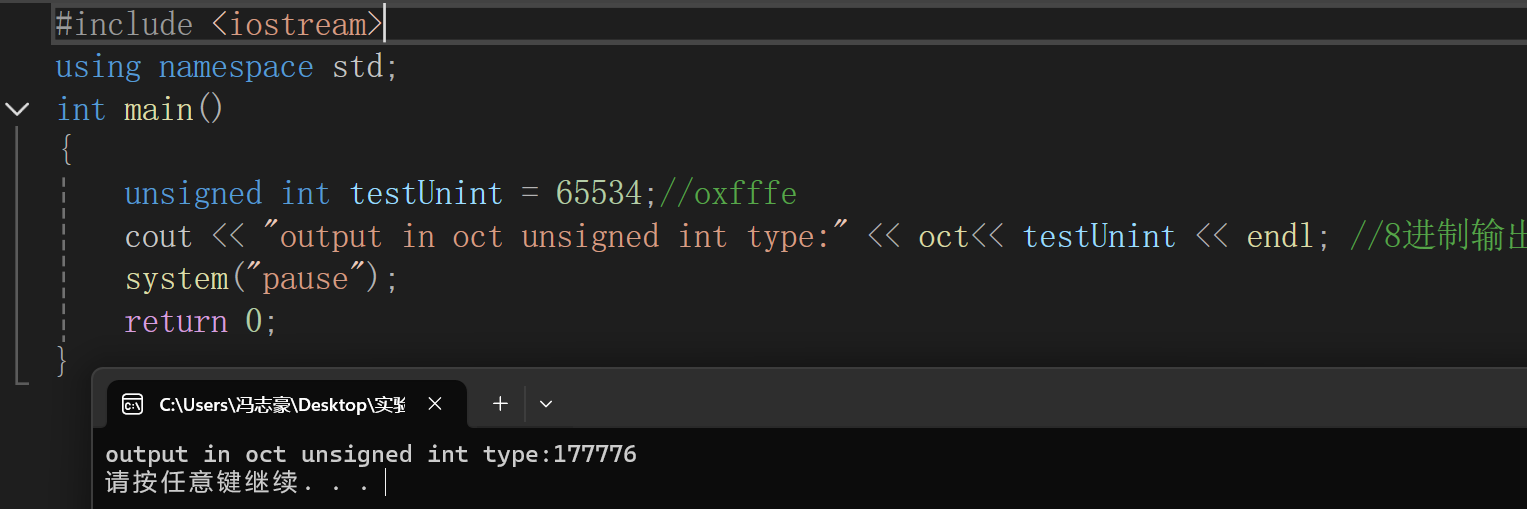 #include <iostream>
using namespace std;
int main()
{
unsigned int testUnint = 65534;//oxfffe
cout << "output in oct unsigned int type:" << oct<< testUnint << endl; //8进制输出
system("pause");
return 0;
}
C:\Users\冯志豪\Desktop\实验
output in oct unsigned int type:177776
请按任意键继续. . .